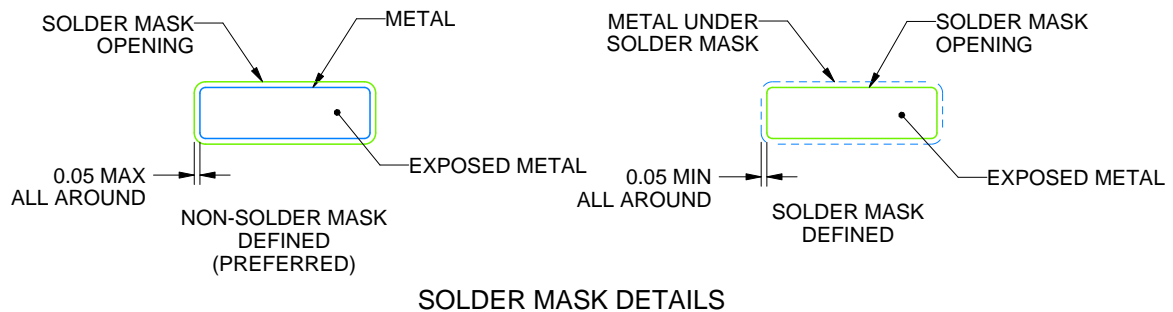 SOLDER MASK
OPENING
METAL
EXPOSED METAL
0.05 MAX
ALL AROUND
NON-SOLDER MASK
DEFINED
(PREFERRED)
METAL UNDER
SOLDER MASK
SOLDER MASK
OPENING
EXPOSED METAL
0.05 MIN
ALL AROUND
SOLDER MASK
DEFINED
SOLDER MASK DETAILS